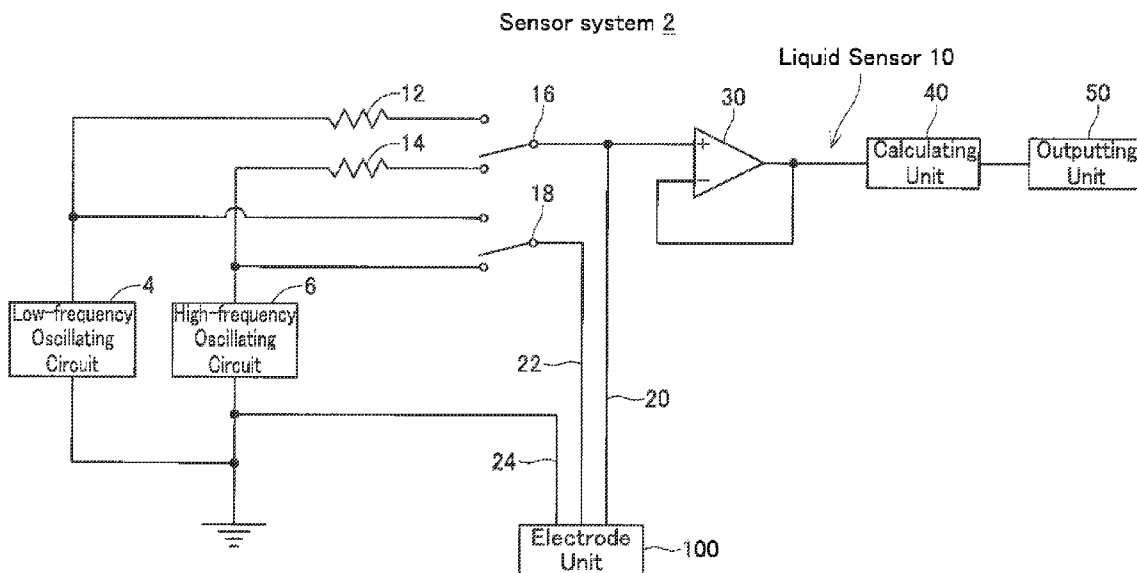 Sensor system 2
Liquid Sensor 10
12
16
30
40
50
14
Calculating
Unit
Outputting
Unit
18
4
6
Low-frequency
Oscillating
Circuit
High-frequency
Oscillating
Circuit
22
20
24
Electrode
Unit
100